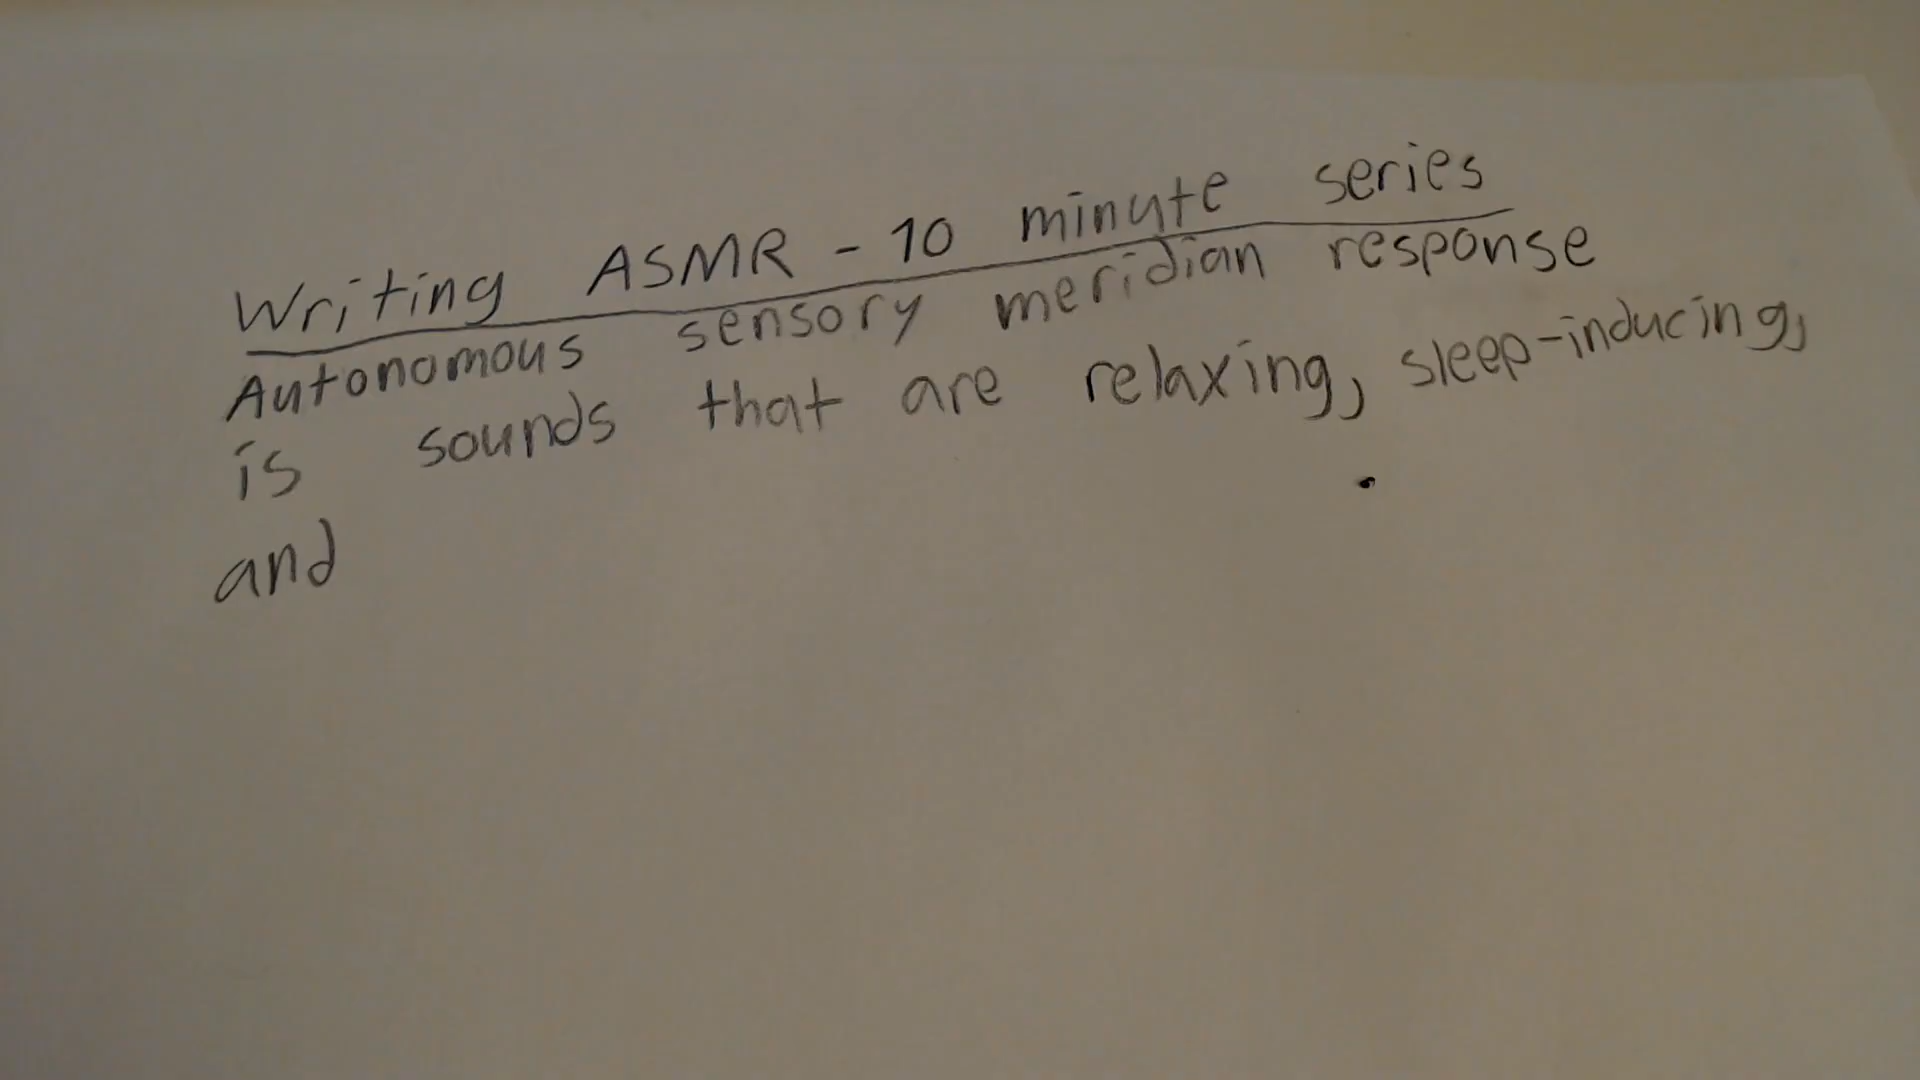 Writing ASMR - 10 minute series
Autonomous sensory meridian response
is sounds that are relaxing, sleep-inducing,
and